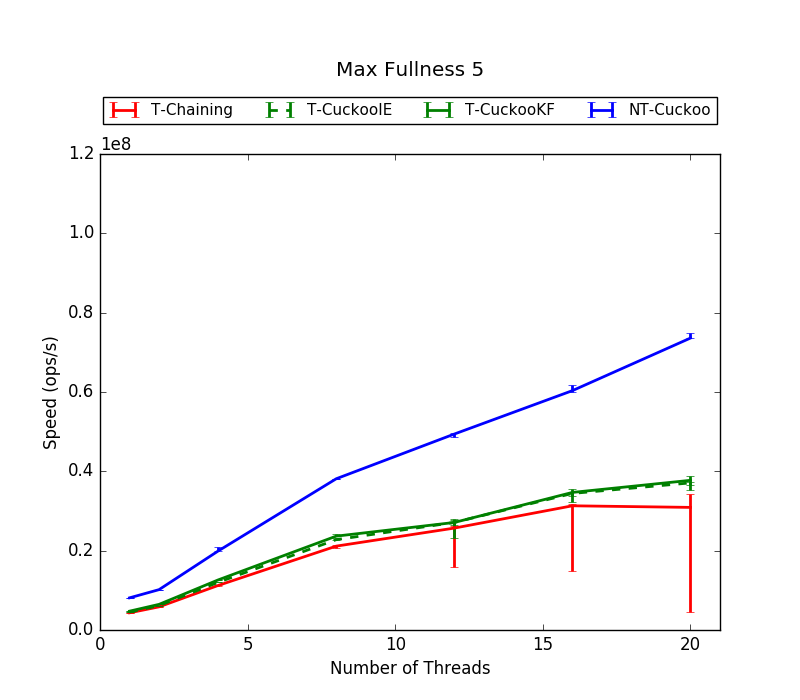 Max Fullness 5
T-Chaining T-CuckooIE T-CuckooKF NT-Cuckoo
1e8
1.2
1.0
0.8
0.6
0.4
0.2
0.0
Speed (ops/s)
0 5 10 15 20
Number of Threads